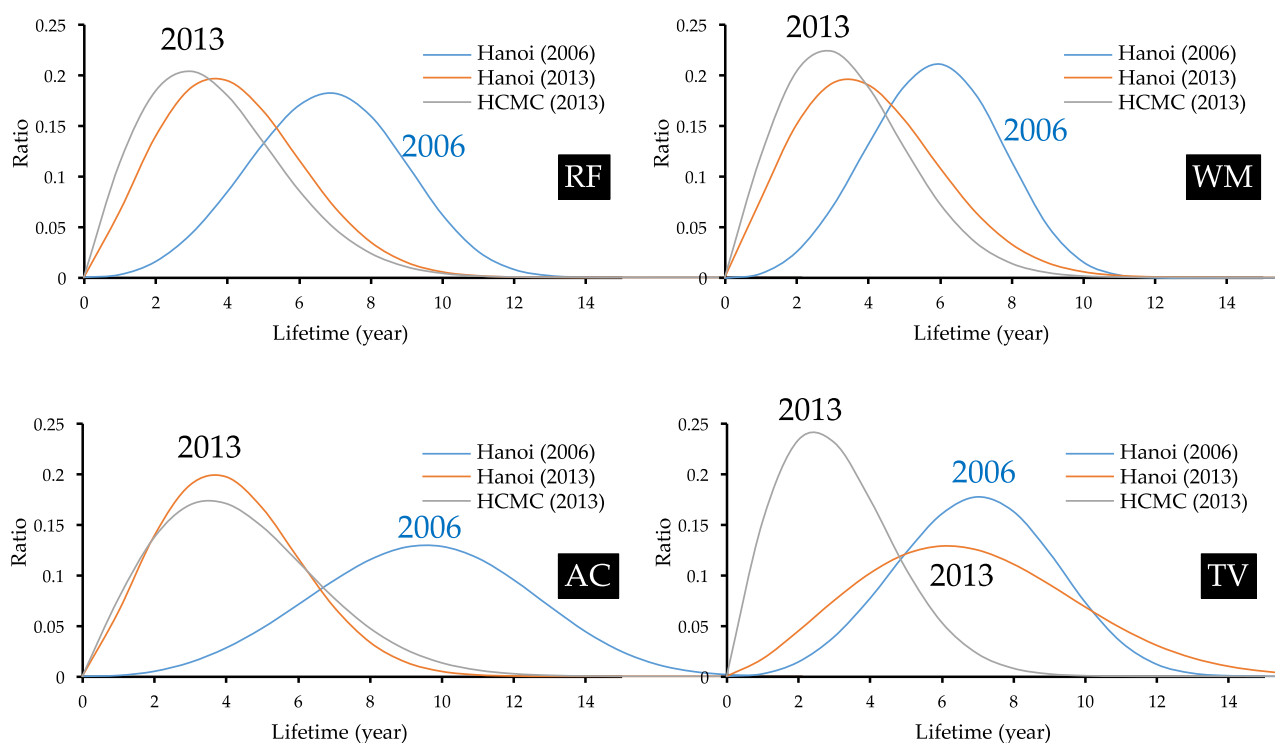 2013
0.25
0.2
0.15
0.1
0.05
0
Ratio
Hanoi (2006)
Hanoi (2013)
HCMC (2013)
2006
RF
0 2 4 6 8 10 12 14
Lifetime (year)
2013
0.25
0.2
0.15
0.1
0.05
0
Ratio
Hanoi (2006)
Hanoi (2013)
HCMC (2013)
2006
WM
0 2 4 6 8 10 12 14
Lifetime (year)
2013
0.25
0.2
0.15
0.1
0.05
0
Ratio
Hanoi (2006)
Hanoi (2013)
HCMC (2013)
2006
AC
0 2 4 6 8 10 12 14
Lifetime (year)
2013
0.25
0.2
0.15
0.1
0.05
0
Ratio
Hanoi (2006)
Hanoi (2013)
HCMC (2013)
2006
2013
TV
0 2 4 6 8 10 12 14
Lifetime (year)